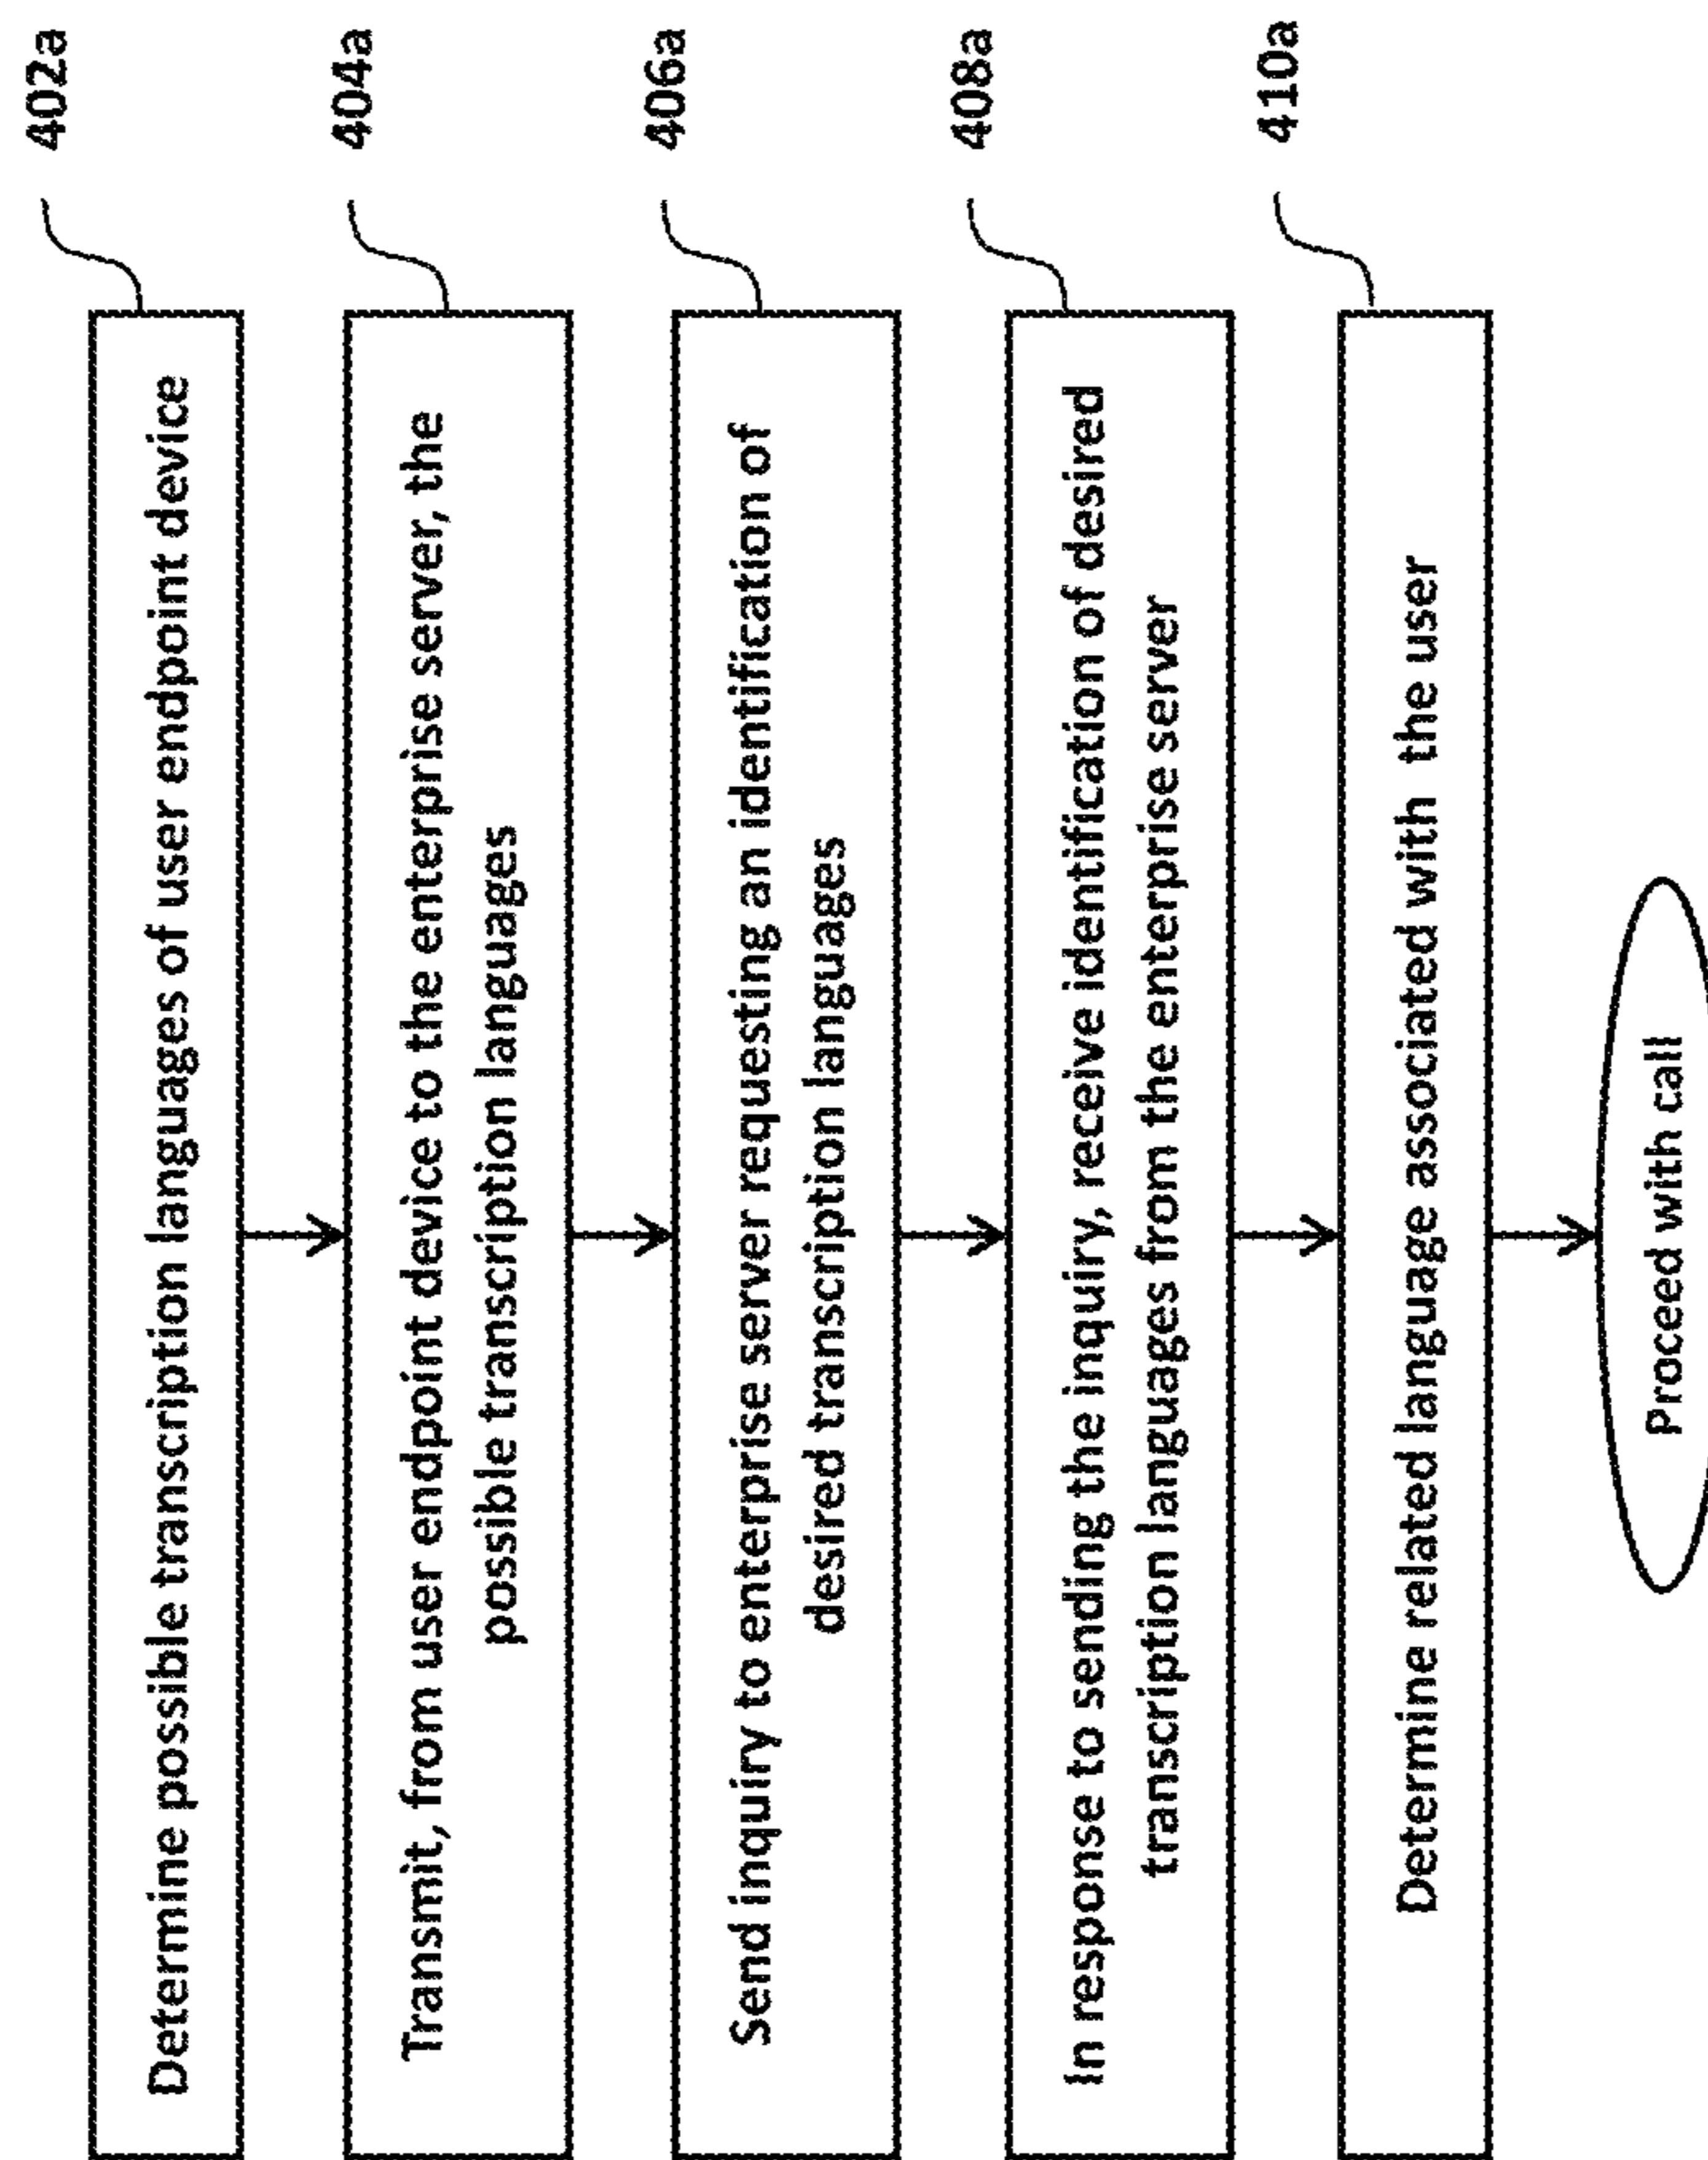 402a
Determine possible transcription languages of user endpoint device
404a
Transmit, from user endpoint device to the enterprise server, the
possible transcription languages
406a
Send inquiry to enterprise server requesting an identification of
desired transcription languages
408a
In response to sending the inquiry, receive identification of desired
transcription languages from the enterprise server
410a
Determine related language associated with the user
Proceed with call